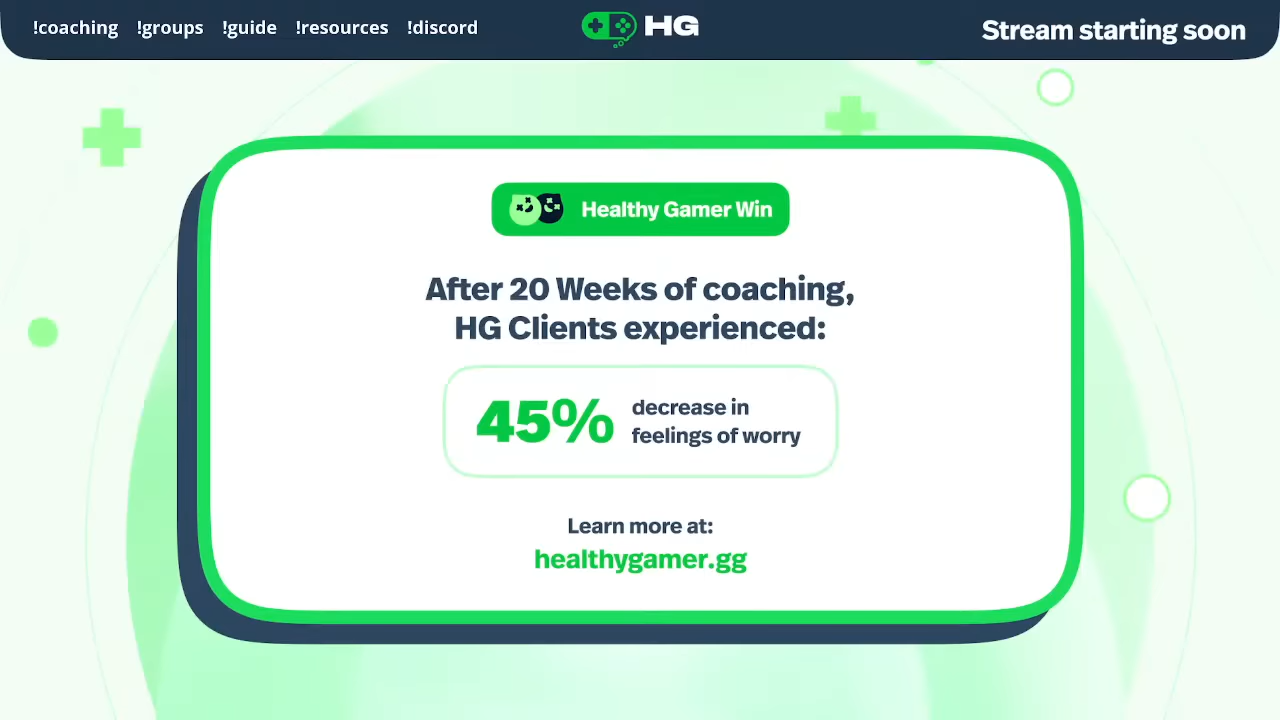 !coaching !groups !guide !resources !discord
HG
Stream starting soon
Healthy Gamer Win
After 20 Weeks of coaching,
HG Clients experienced:
45%
decrease in
feelings of worry
Learn more at:
healthygamer.gg